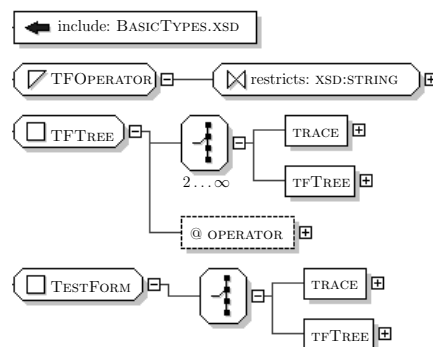 include: BASICTYPES.XSD
TFOPERATOR
restricts: XSD:STRING
TFTREE
TRACE
2...∞
TFTREE
@ OPERATOR
TESTFORM
TRACE
TFTREE